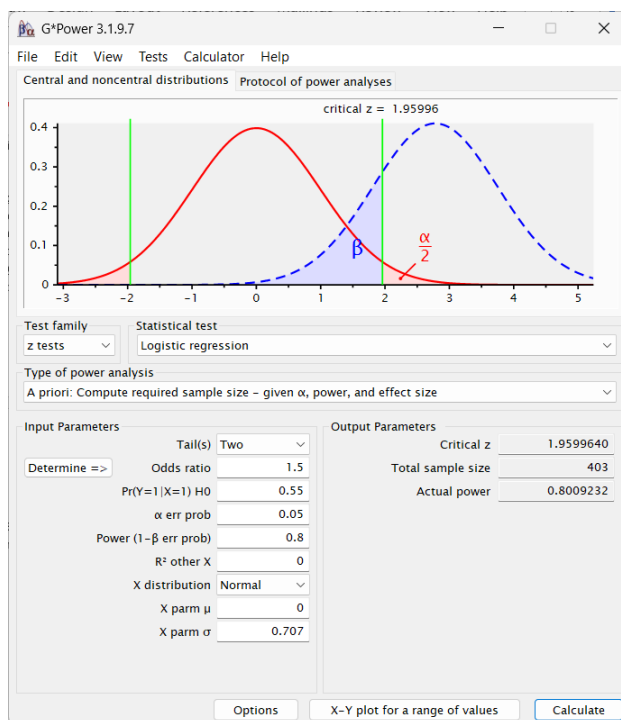 G*Power 3.1.9.7
File Edit View Tests Calculator Help
Central and noncentral distributions Protocol of power analyses
critical z = 1.95996
0.4
0.3
0.2
0.1
0
β
α
2
-3 -2 -1 0 1 2 3 4 5
Test family Statistical test
z tests Logistic regression
Type of power analysis
A priori: Compute required sample size – given α, power, and effect size
Input Parameters Output Parameters
Tail(s) Two Critical z 1.9599640
Determine => Odds ratio 1.5 Total sample size 403
Pr(Y=1|X=1) H0 0.55 Actual power 0.8009232
α err prob 0.05
Power (1-β err prob) 0.8
R² other X 0
X distribution Normal
X parm μ 0
X parm σ 0.707
Options X-Y plot for a range of values Calculate